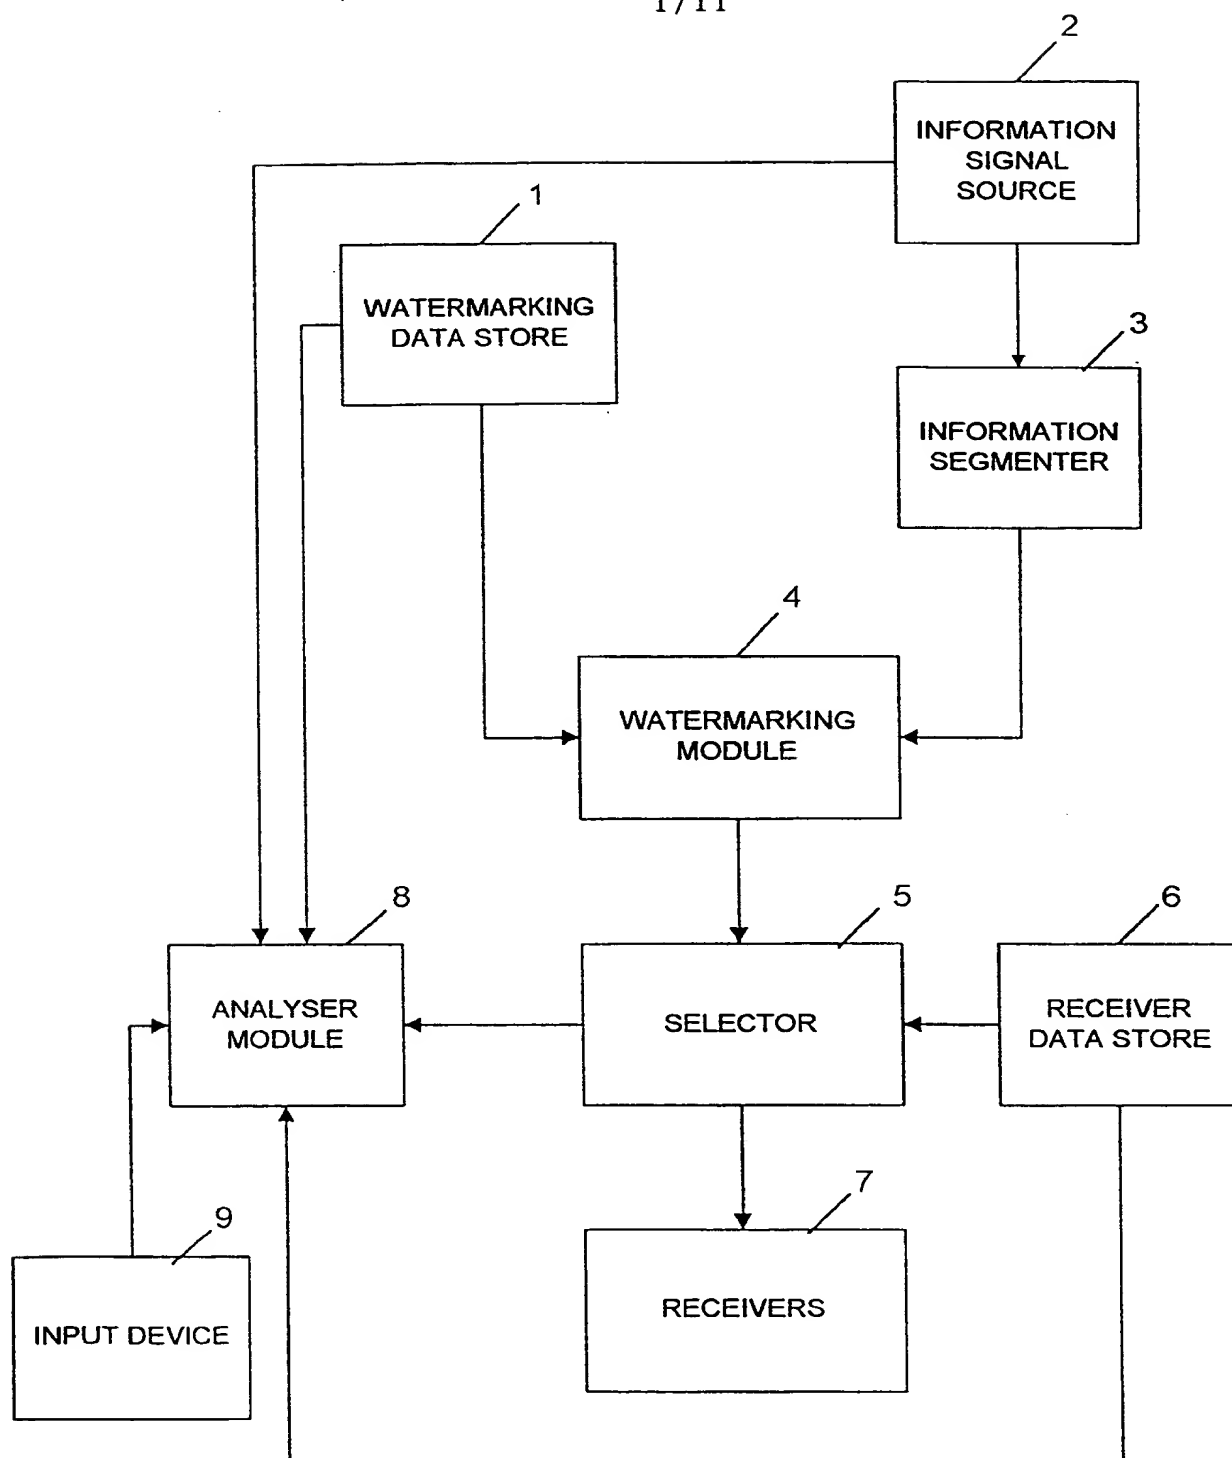 1/11
2
INFORMATION
SIGNAL
SOURCE
1
WATERMARKING
DATA STORE
3
INFORMATION
SEGMENTER
4
WATERMARKING
MODULE
8
ANALYSER
MODULE
5
SELECTOR
6
RECEIVER
DATA STORE
9
INPUT DEVICE
7
RECEIVERS